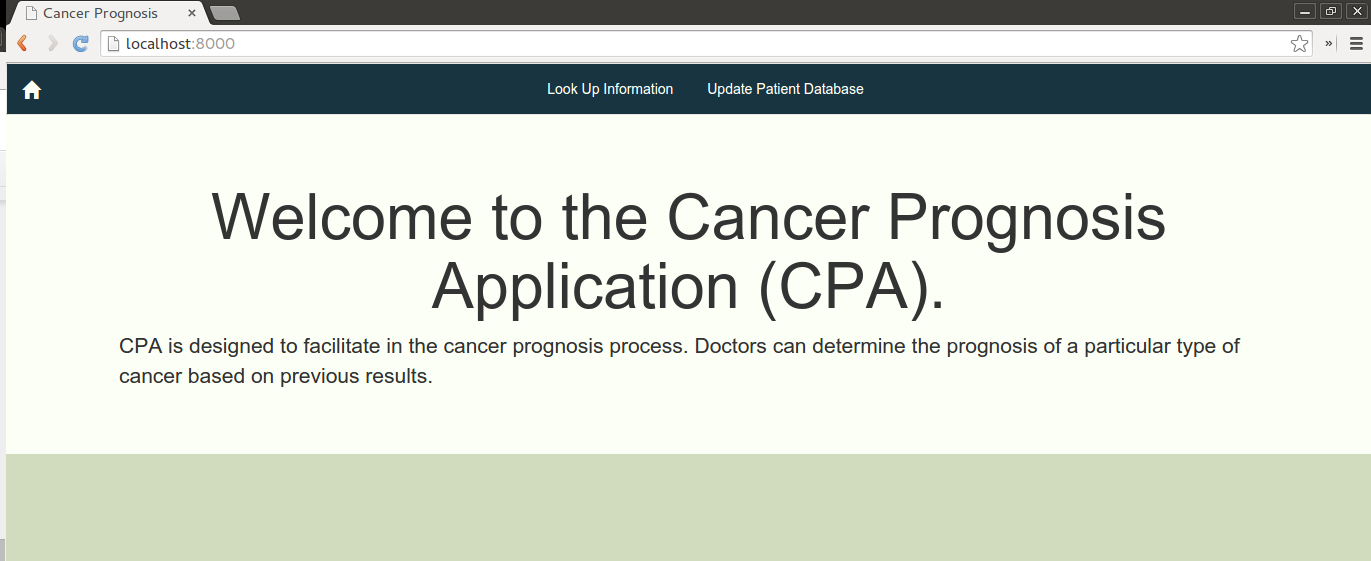 Cancer Prognosis
localhost:8000
Look Up Information Update Patient Database
Welcome to the Cancer Prognosis
Application (CPA).
CPA is designed to facilitate in the cancer prognosis process. Doctors can determine the prognosis of a particular type of
cancer based on previous results.